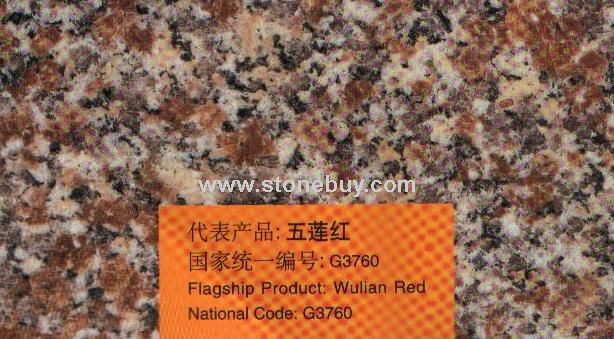 www.stonebuy.com
代表产品: 五莲红
国家统一编号: G3760
Flagship Product: Wulian Red
National Code: G3760